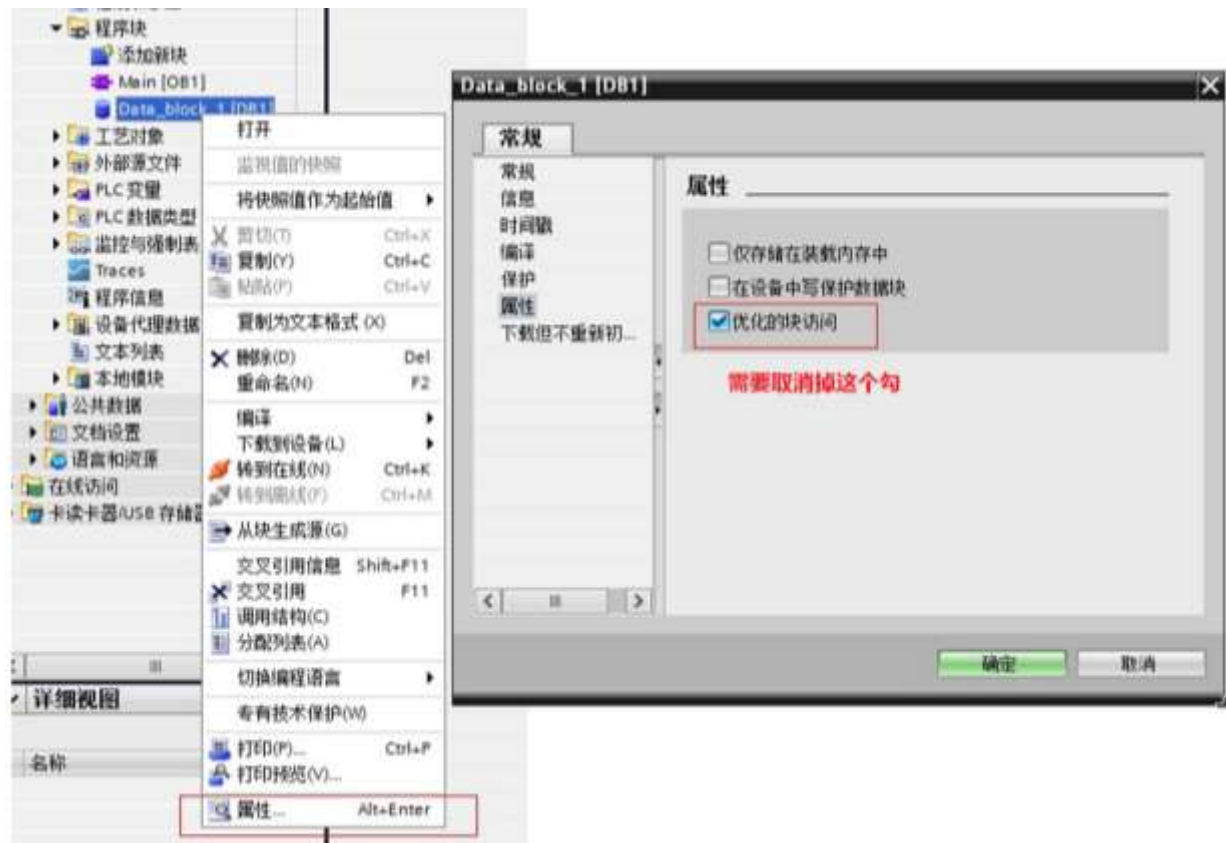 程序块
添加新块
Main [OB1]
Data_block_1 [DB1]
工艺对象
外部源文件
PLC 变量
PLC 数据类型
监控与强制表
Traces
程序信息
设备代理数据
文本列表
本地模块
公共数据
文档设置
语言和资源
在线访问
卡读卡器/USB 存储器
详细视图
名称
打开
监视值的快照
将快照值作为起始值
剪切(T) Ctrl+X
复制(Y) Ctrl+C
粘贴(P) Ctrl+V
复制为文本格式 (X)
删除(D) Del
重命名(N) F2
编译
下载到设备(L)
转到在线(N) Ctrl+K
转到离线(F) Ctrl+M
从块生成源(G)
交叉引用信息 Shift+F11
交叉引用 F11
调用结构(C)
分配列表(A)
切换编程语言
专有技术保护(W)
打印(P)... Ctrl+P
打印预览(V)...
属性... Alt+Enter
Data_block_1 [DB1]
常规
常规
信息
时间戳
编译
保护
属性
下载但不重新初...
属性
仅存储在装载内存中
在设备中写保护数据块
优化的块访问
需要取消掉这个勾
确定
取消